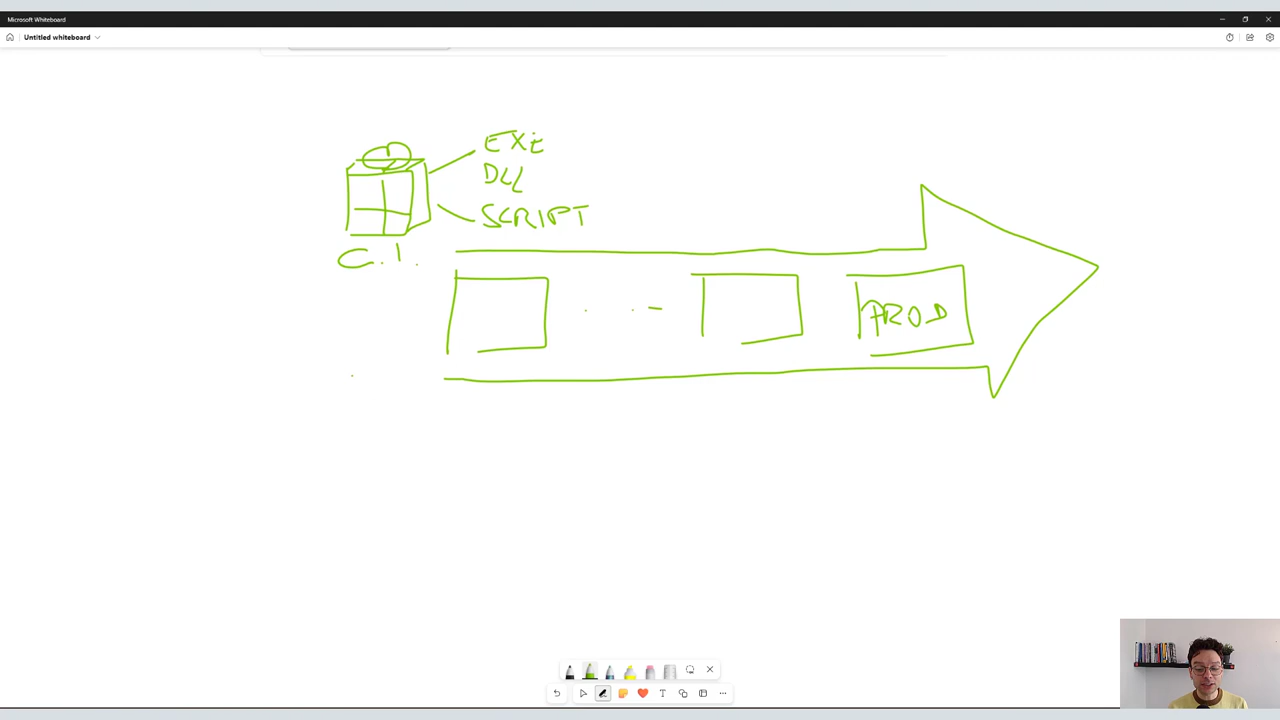 Microsoft Whiteboard
Untitled whiteboard
EXE
DLL
SCRIPT
C.I.
PROD